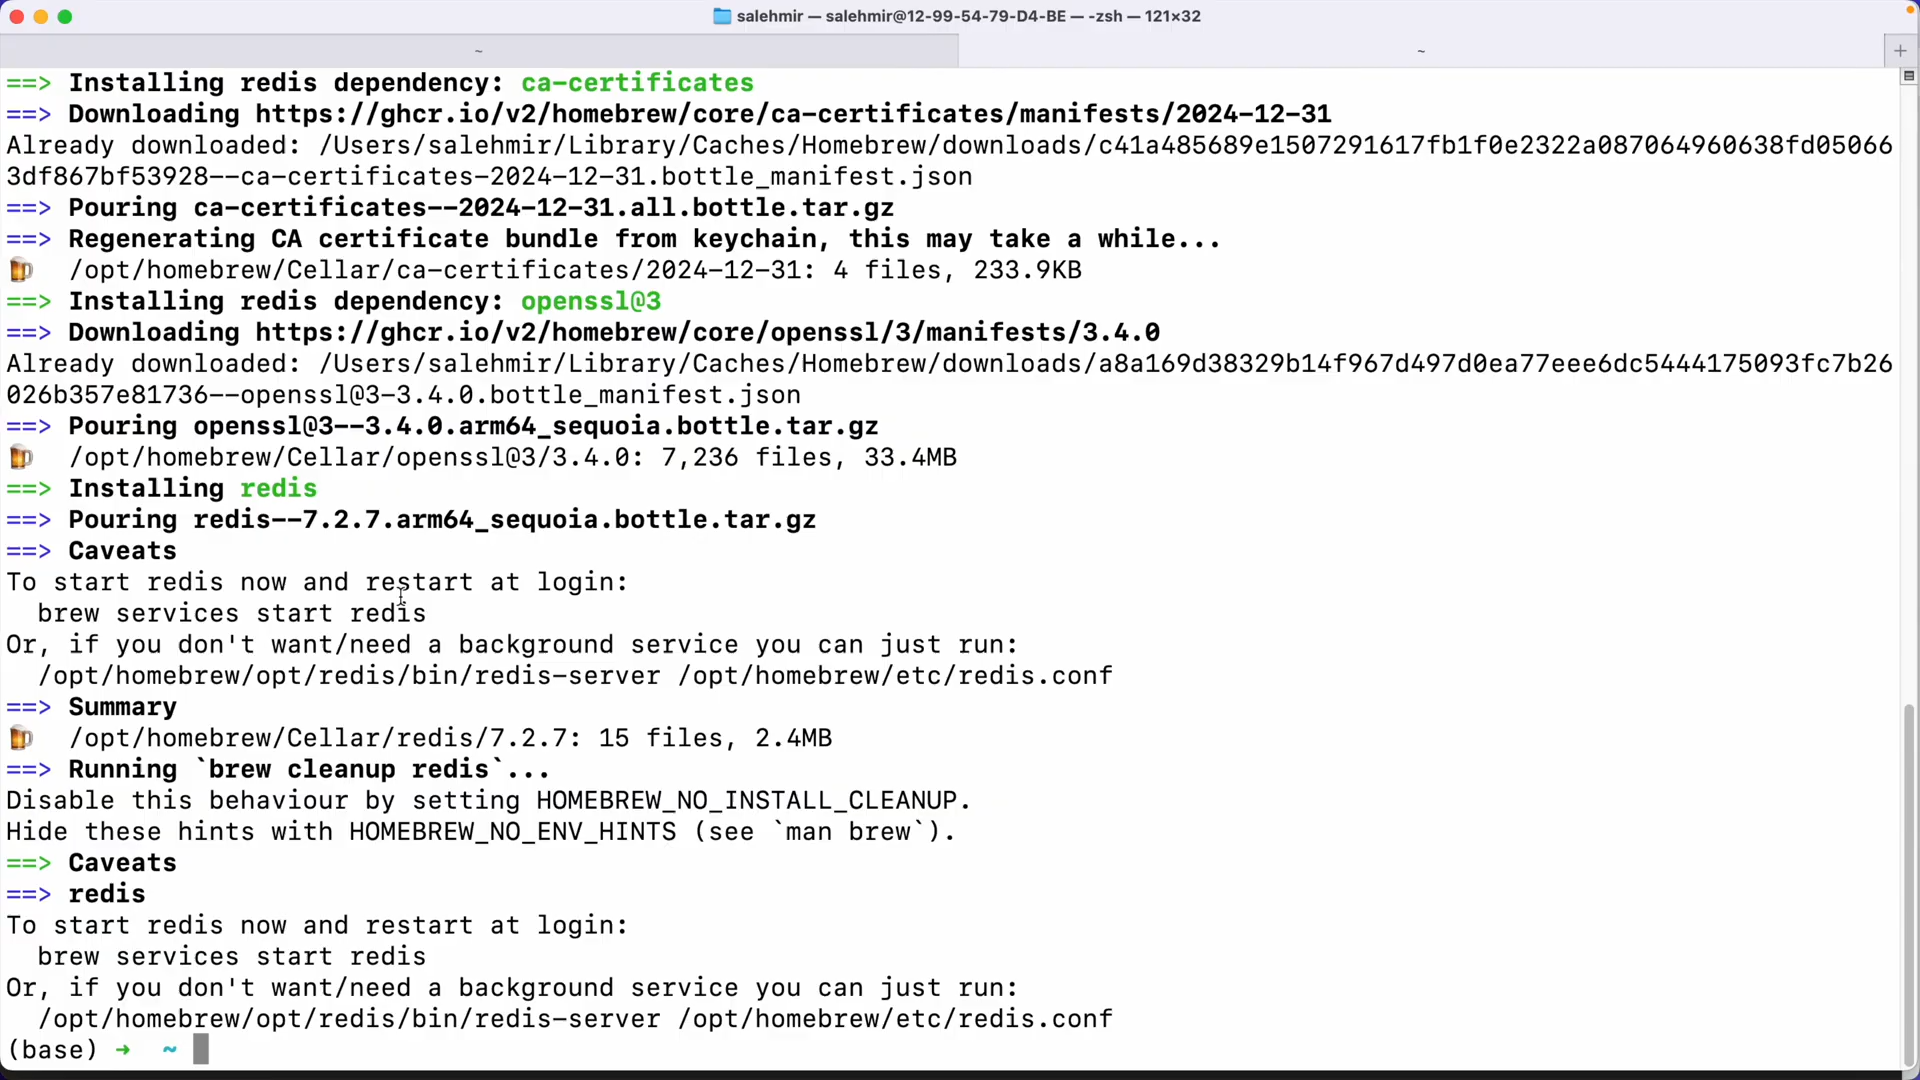 salehmir — salehmir@12-99-54-79-D4-BE — -zsh — 121×32
~
~
+
==> Installing redis dependency: ca-certificates
==> Downloading https://ghcr.io/v2/homebrew/core/ca-certificates/manifests/2024-12-31
Already downloaded: /Users/salehmir/Library/Caches/Homebrew/downloads/c41a485689e1507291617fb1f0e2322a087064960638fd05066
3df867bf53928--ca-certificates-2024-12-31.bottle_manifest.json
==> Pouring ca-certificates--2024-12-31.all.bottle.tar.gz
==> Regenerating CA certificate bundle from keychain, this may take a while...
🍺  /opt/homebrew/Cellar/ca-certificates/2024-12-31: 4 files, 233.9KB
==> Installing redis dependency: openssl@3
==> Downloading https://ghcr.io/v2/homebrew/core/openssl/3/manifests/3.4.0
Already downloaded: /Users/salehmir/Library/Caches/Homebrew/downloads/a8a169d38329b14f967d497d0ea77eee6dc5444175093fc7b26
026b357e81736--openssl@3-3.4.0.bottle_manifest.json
==> Pouring openssl@3--3.4.0.arm64_sequoia.bottle.tar.gz
🍺  /opt/homebrew/Cellar/openssl@3/3.4.0: 7,236 files, 33.4MB
==> Installing redis
==> Pouring redis--7.2.7.arm64_sequoia.bottle.tar.gz
==> Caveats
To start redis now and restart at login:
  brew services start redis
Or, if you don't want/need a background service you can just run:
  /opt/homebrew/opt/redis/bin/redis-server /opt/homebrew/etc/redis.conf
==> Summary
🍺  /opt/homebrew/Cellar/redis/7.2.7: 15 files, 2.4MB
==> Running `brew cleanup redis`...
Disable this behaviour by setting HOMEBREW_NO_INSTALL_CLEANUP.
Hide these hints with HOMEBREW_NO_ENV_HINTS (see `man brew`).
==> Caveats
==> redis
To start redis now and restart at login:
  brew services start redis
Or, if you don't want/need a background service you can just run:
  /opt/homebrew/opt/redis/bin/redis-server /opt/homebrew/etc/redis.conf
(base) ➜  ~